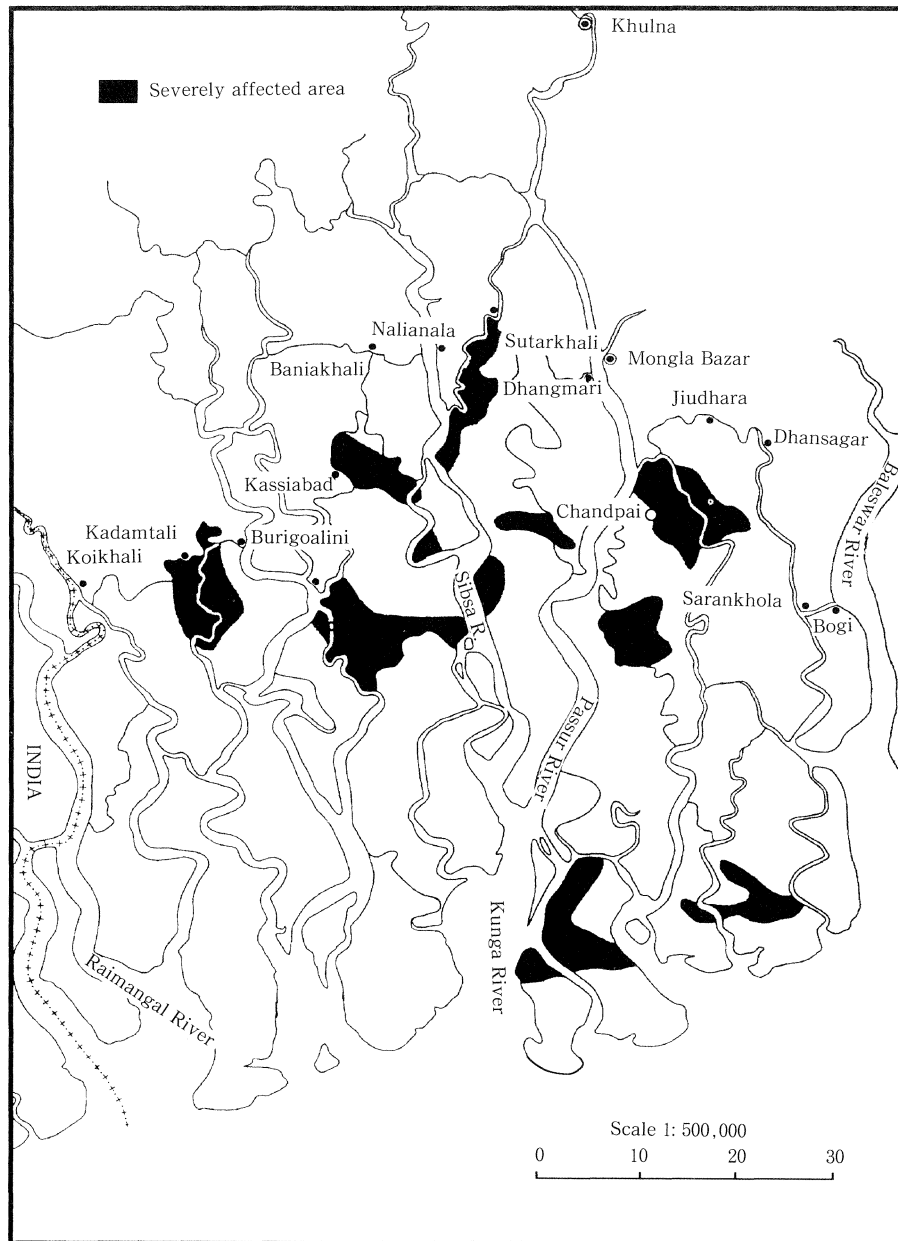 Khulna
Severely affected area
Nalianala
Sutarkhali
Baniakhali
Mongla Bazar
Dhangmari
Jiudhara
Dhansagar
Kassiabad
Baleswar River
Chandpai
Kadamtali
Burigoalini
Koikhali
Sibsa R.
Sarankhola
Bogi
INDIA
Passur River
Kunga River
Raimangal River
Scale 1: 500,000
0 10 20 30